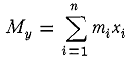 M_y = \sum_{i=1}^{n} m_i x_i